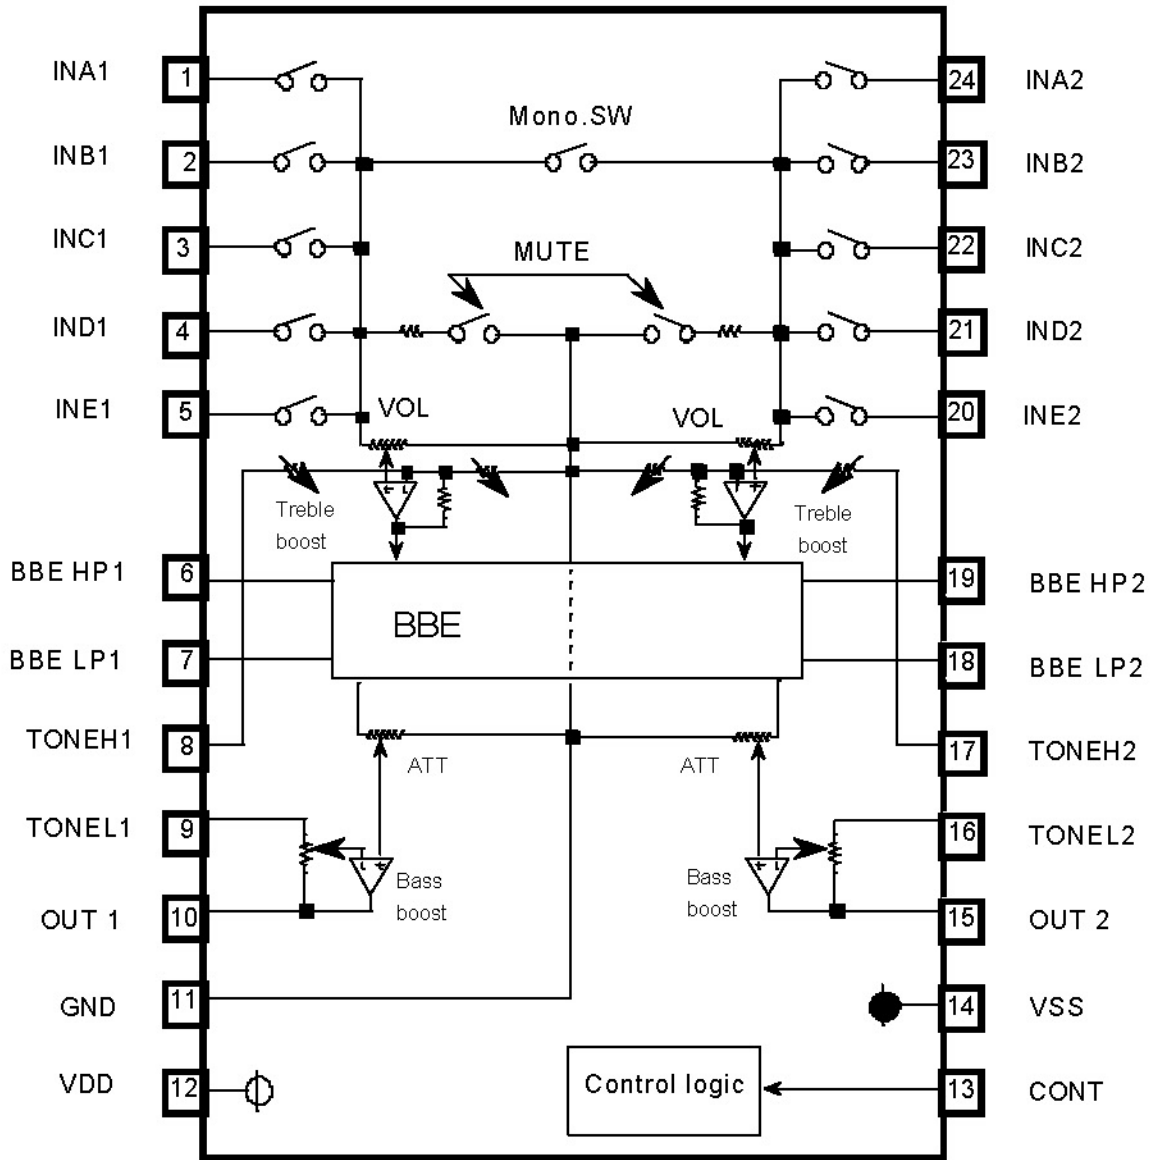 INA1 1 24 INA2
Mono.SW
INB1 2 23 INB2
INC1 3 22 INC2
MUTE
IND1 4 21 IND2
INE1 5 VOL VOL 20 INE2
Treble
boost
Treble
boost
BBE HP1 6 19 BBE HP2
BBE
BBE LP1 7 18 BBE LP2
TONEH1 8 17 TONEH2
ATT ATT
TONEL1 9 16 TONEL2
Bass
boost
Bass
boost
OUT 1 10 15 OUT 2
GND 11 14 VSS
VDD 12 Control logic 13 CONT